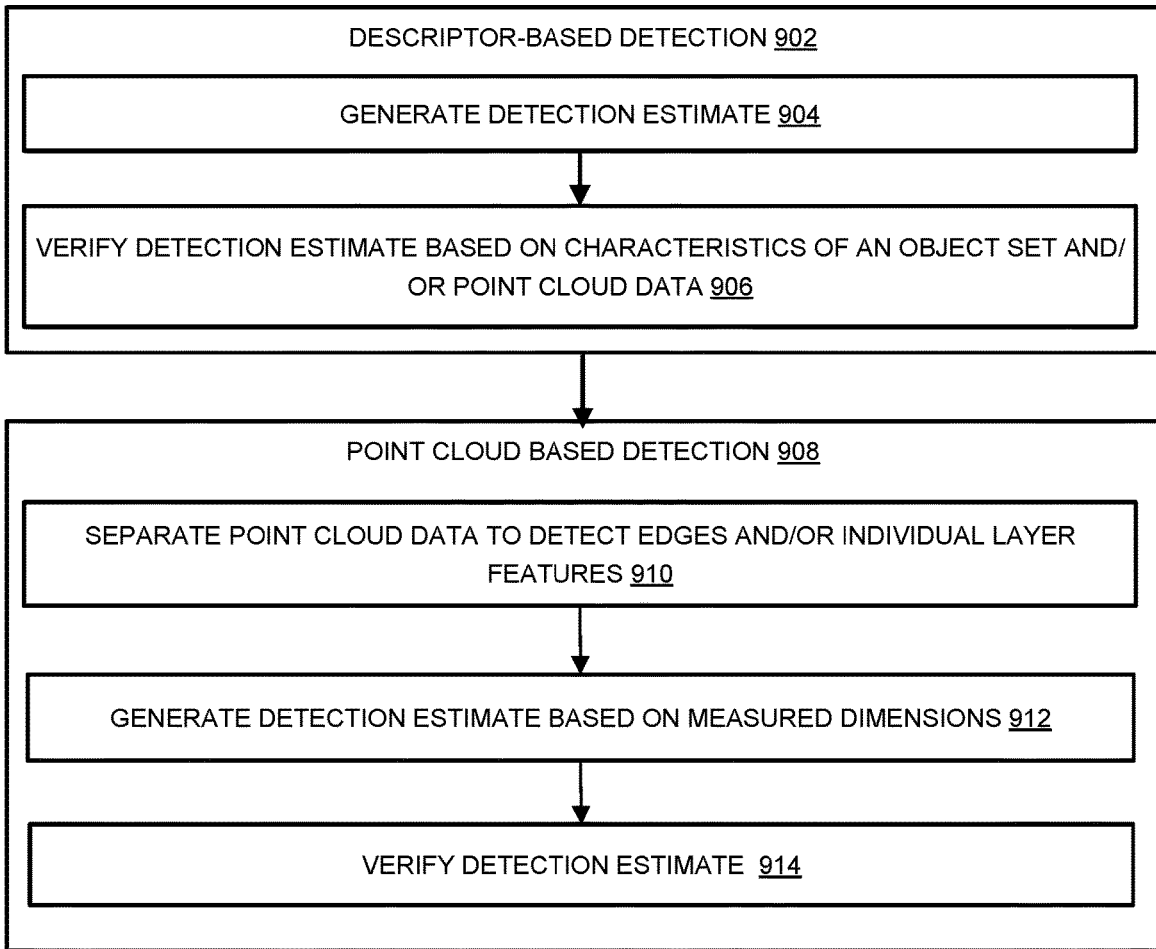 DESCRIPTOR-BASED DETECTION 902
GENERATE DETECTION ESTIMATE 904
VERIFY DETECTION ESTIMATE BASED ON CHARACTERISTICS OF AN OBJECT SET AND/
OR POINT CLOUD DATA 906
POINT CLOUD BASED DETECTION 908
SEPARATE POINT CLOUD DATA TO DETECT EDGES AND/OR INDIVIDUAL LAYER
FEATURES 910
GENERATE DETECTION ESTIMATE BASED ON MEASURED DIMENSIONS 912
VERIFY DETECTION ESTIMATE 914